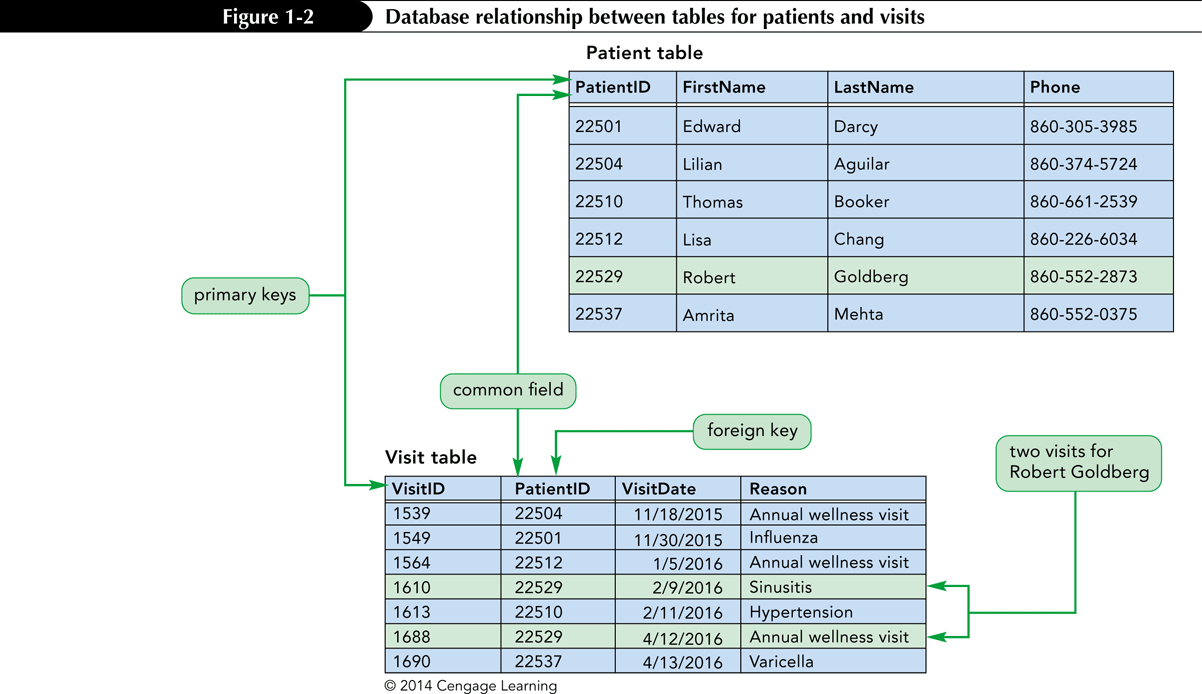 Figure 1-2 Database relationship between tables for patients and visits
Patient table
PatientID FirstName LastName Phone
22501 Edward Darcy 860-305-3985
22504 Lilian Aguilar 860-374-5724
22510 Thomas Booker 860-661-2539
22512 Lisa Chang 860-226-6034
22529 Robert Goldberg 860-552-2873
22537 Amrita Mehta 860-552-0375
primary keys
common field
foreign key
two visits for
Robert Goldberg
Visit table
VisitID PatientID VisitDate Reason
1539 22504 11/18/2015 Annual wellness visit
1549 22501 11/30/2015 Influenza
1564 22512 1/5/2016 Annual wellness visit
1610 22529 2/9/2016 Sinusitis
1613 22510 2/11/2016 Hypertension
1688 22529 4/12/2016 Annual wellness visit
1690 22537 4/13/2016 Varicella
© 2014 Cengage Learning